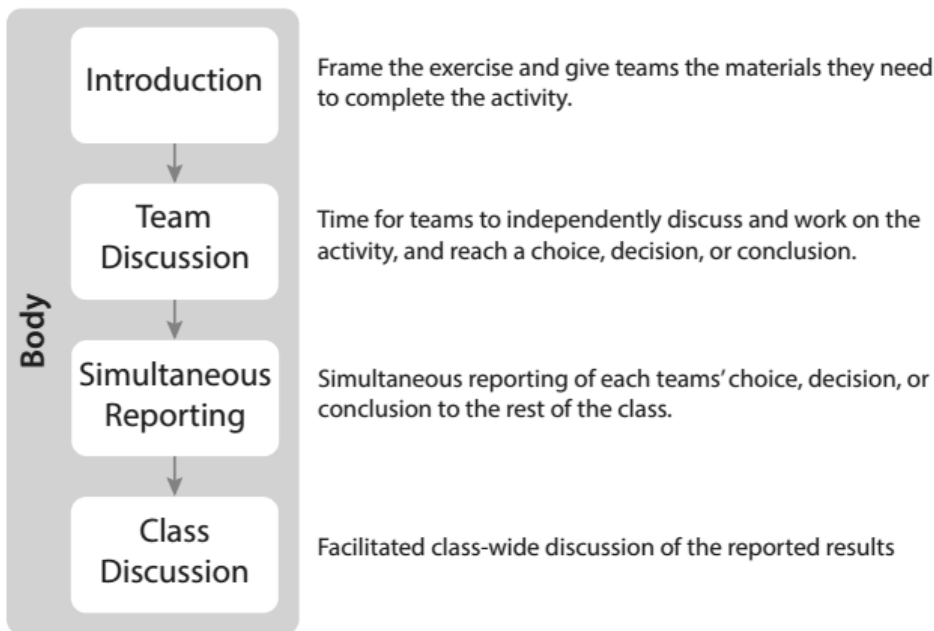 Body
Introduction
Frame the exercise and give teams the materials they need
to complete the activity.
Team
Discussion
Time for teams to independently discuss and work on the
activity, and reach a choice, decision, or conclusion.
Simultaneous
Reporting
Simultaneous reporting of each teams’ choice, decision, or
conclusion to the rest of the class.
Class
Discussion
Facilitated class-wide discussion of the reported results